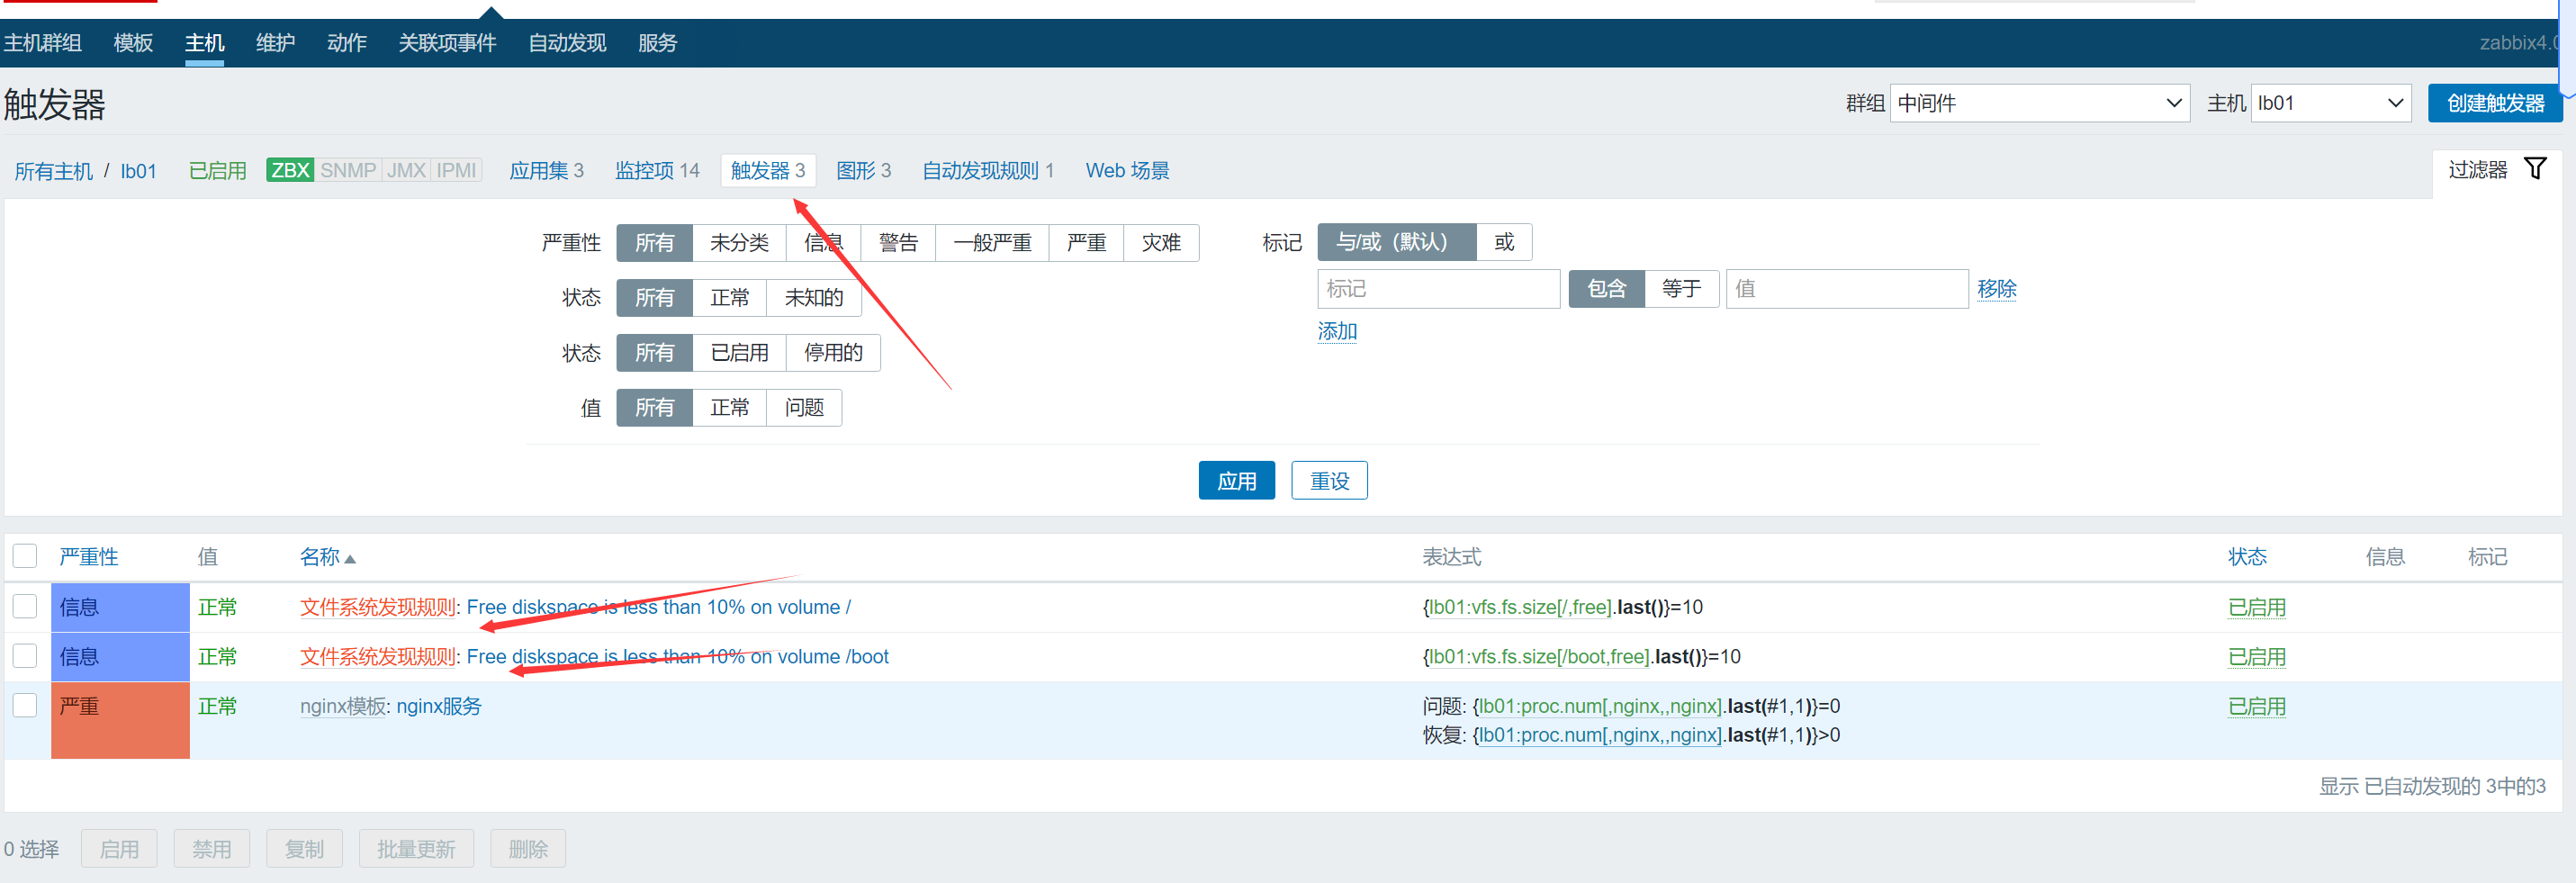 主机群组 模板 主机 维护 动作 关联项事件 自动发现 服务 zabbix4.0
触发器 群组 中间件 主机 lb01 创建触发器
所有主机 / lb01 已启用 ZBX SNMP JMX IPMI 应用集 3 监控项 14 触发器 3 图形 3 自动发现规则 1 Web 场景 过滤器
严重性 所有 未分类 信息 警告 一般严重 严重 灾难 标记 与/或（默认） 或
标记 包含 等于 值 移除
状态 所有 正常 未知的
添加
状态 所有 已启用 停用的
值 所有 正常 问题
应用 重设
严重性 值 名称 表达式 状态 信息 标记
信息 正常 文件系统发现规则: Free diskspace is less than 10% on volume / {lb01:vfs.fs.size[/,free].last()}=10 已启用
信息 正常 文件系统发现规则: Free diskspace is less than 10% on volume /boot {lb01:vfs.fs.size[/boot,free].last()}=10 已启用
严重 正常 nginx模板: nginx服务 问题: {lb01:proc.num[,nginx,,nginx].last(#1,1)}=0 已启用
恢复: {lb01:proc.num[,nginx,,nginx].last(#1,1)}>0
显示 已自动发现的 3中的3
0 选择 启用 禁用 复制 批量更新 删除